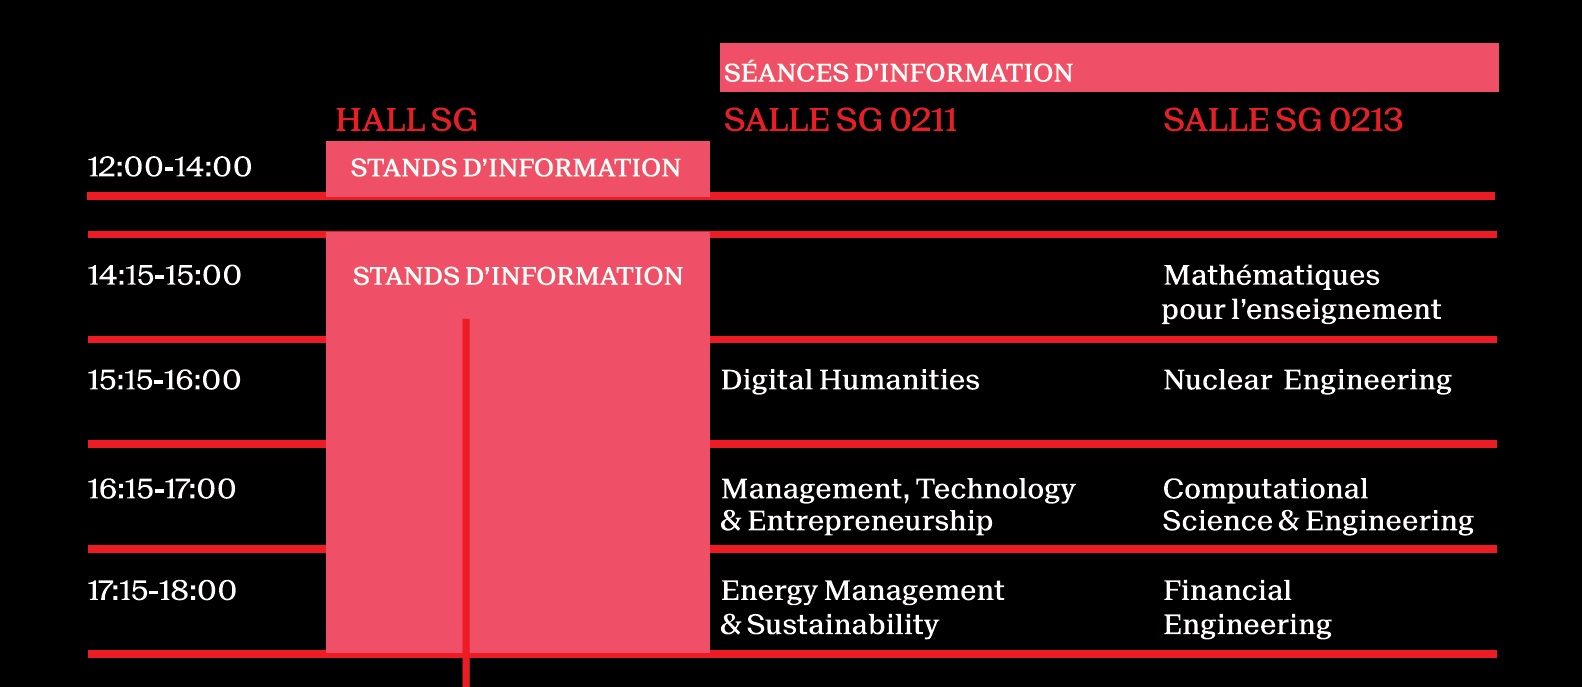 SÉANCES D'INFORMATION
HALL SG SALLE SG 0211 SALLE SG 0213
12:00-14:00 STANDS D’INFORMATION
14:15-15:00 STANDS D’INFORMATION Mathématiques
pour l’enseignement
15:15-16:00 Digital Humanities Nuclear Engineering
16:15-17:00 Management, Technology Computational
& Entrepreneurship Science & Engineering
17:15-18:00 Energy Management Financial
& Sustainability Engineering